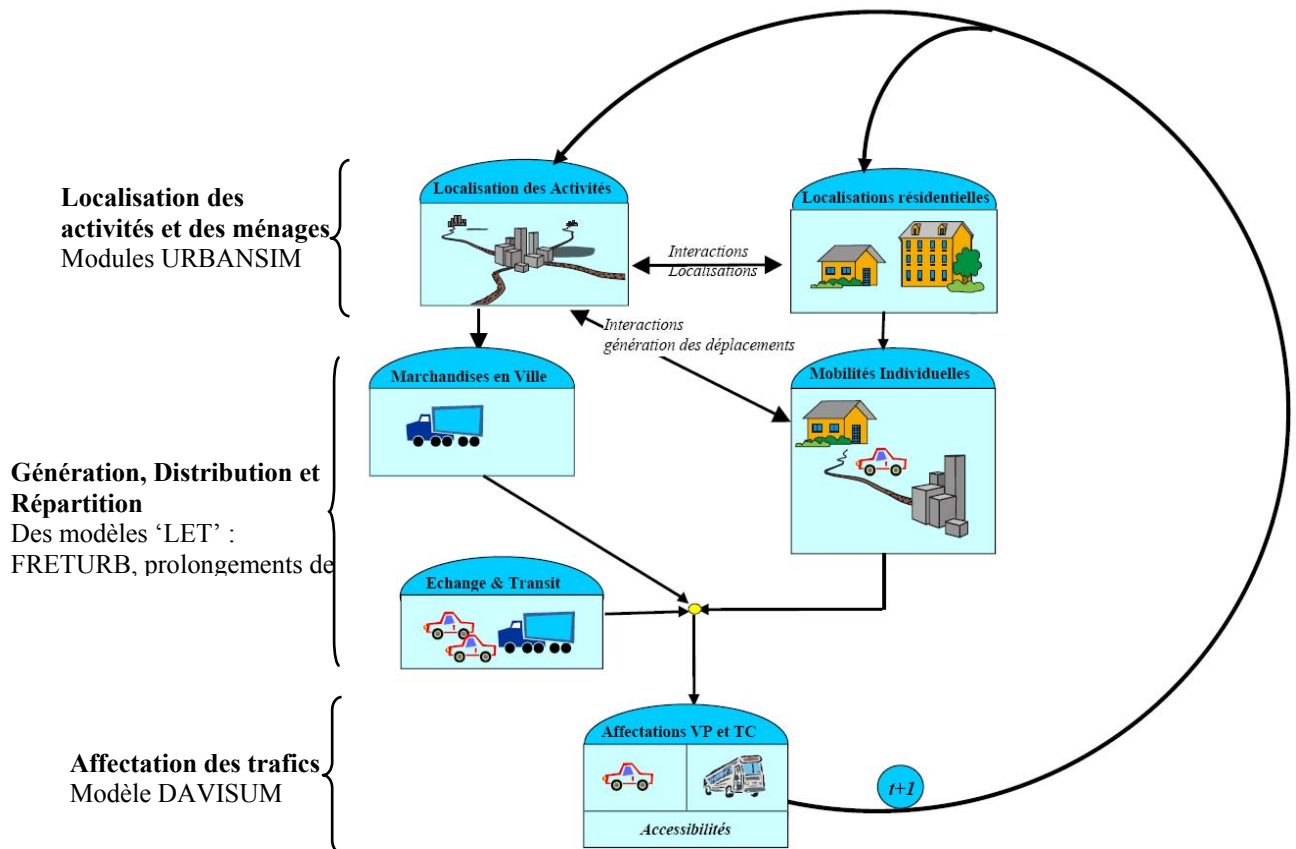 Localisation des
activités et des ménages
Modules URBANSIM
Localisation des Activités
Localisations résidentielles
Interactions
Localisations
Interactions
génération des déplacements
Marchandises en Ville
Mobilités Individuelles
Génération, Distribution et
Répartition
Des modèles ‘LET’ :
FRETURB, prolongements de
Echange & Transit
Affectation des trafics
Modèle DAVISUM
Affectations VP et TC
Accessibilités
t+1